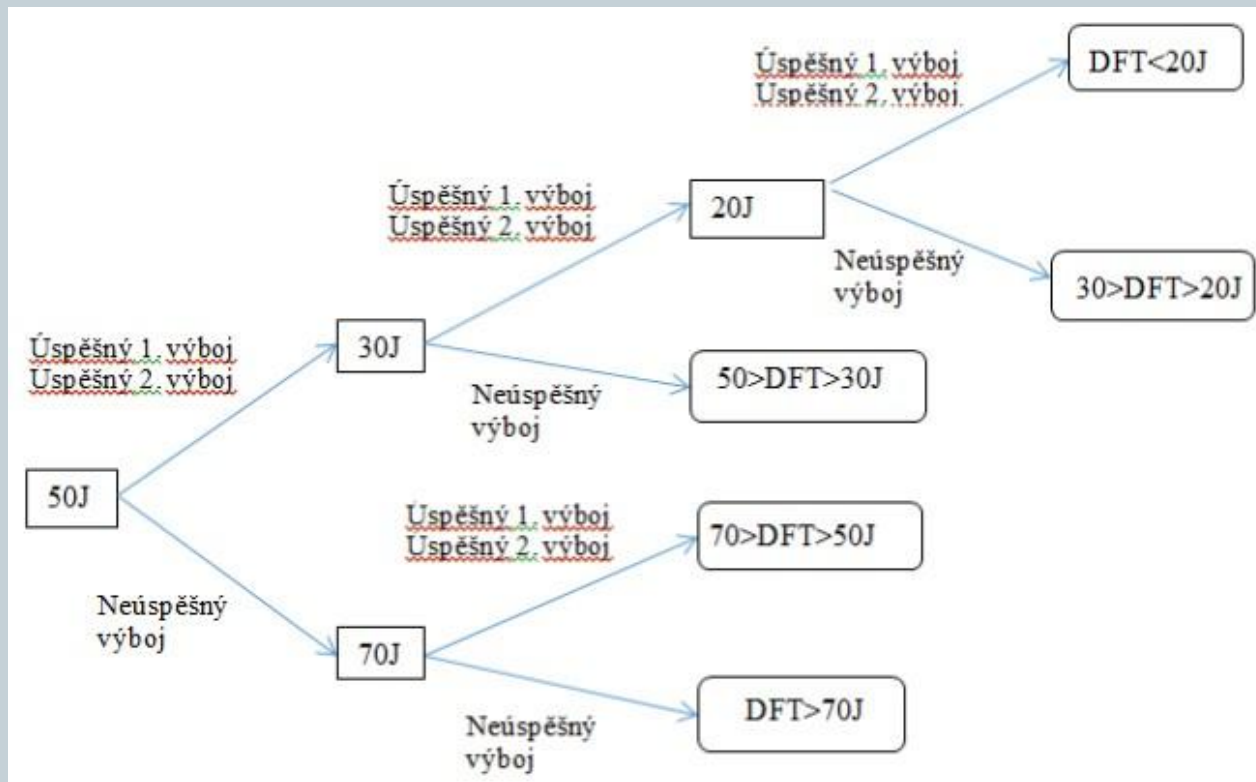 Úspěšný 1. výboj
Uspěšný 2. výboj
DFT<20J
Úspěšný 1. výboj
Uspěšný 2. výboj
20J
Neúspěšný
výboj
30>DFT>20J
Úspěšný 1. výboj
Uspěšný 2. výboj
30J
Neúspěšný
výboj
50>DFT>30J
50J
Úspěšný 1. výboj
Uspěšný 2. výboj
70>DFT>50J
Neúspěšný
výboj
70J
Neúspěšný
výboj
DFT>70J